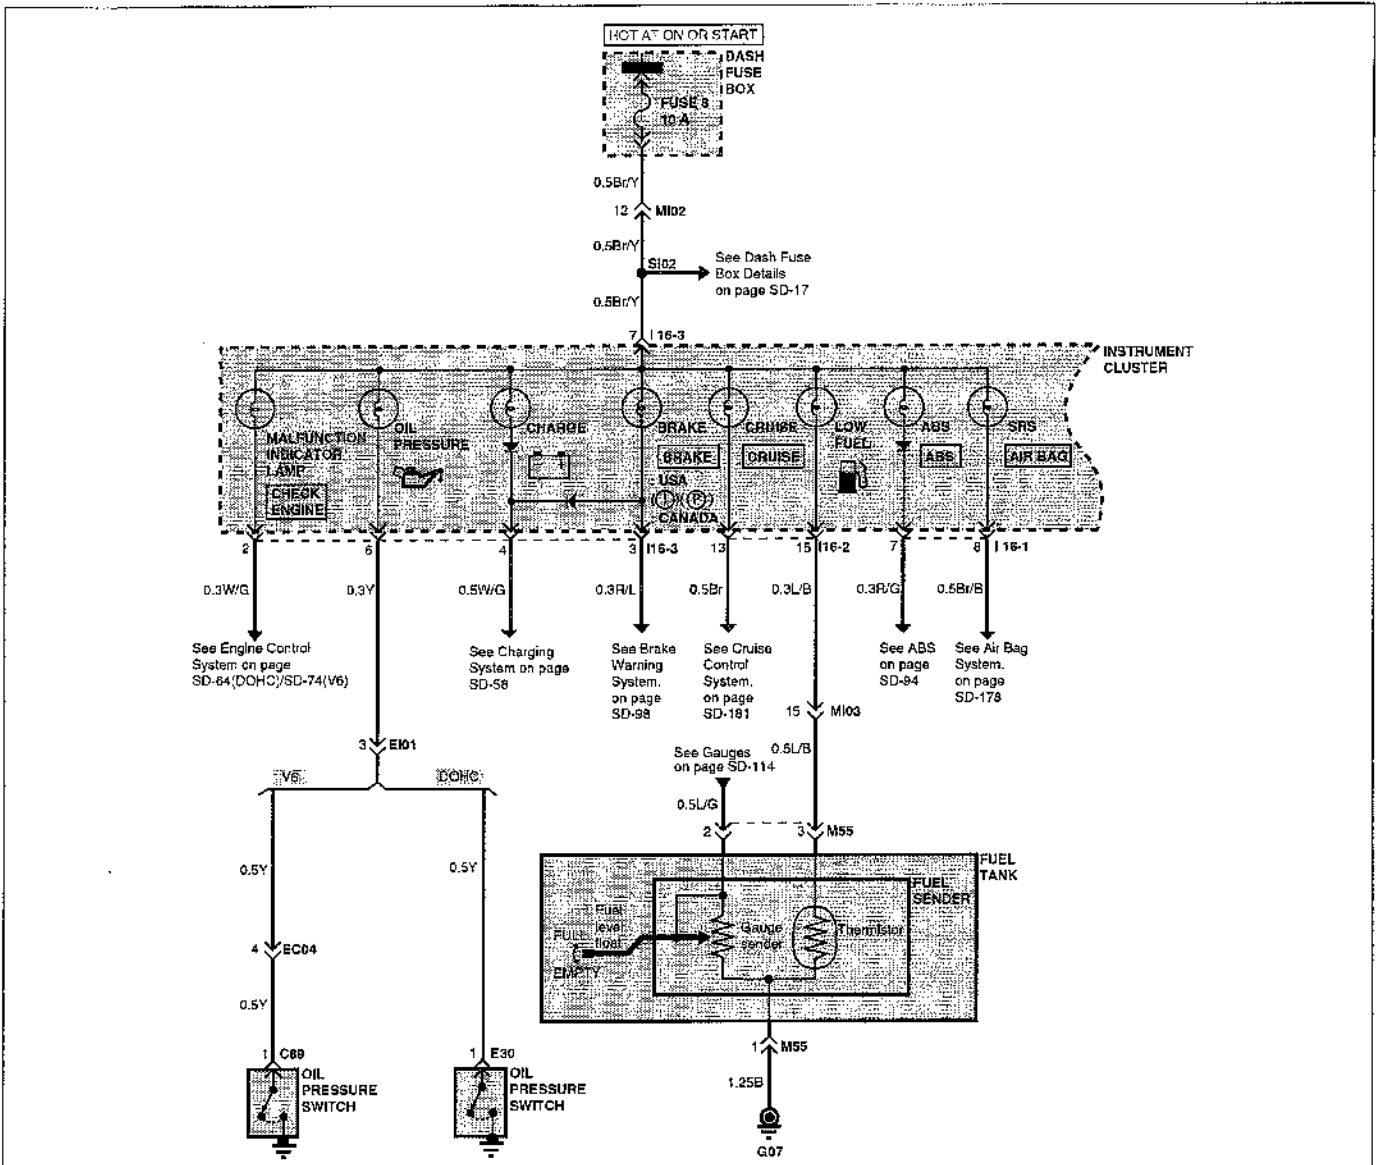 HOT AT ON OR START
DASH
FUSE
BOX
FUSE 8
10 A
0.5Br/Y
12 MI02
0.5Br/Y
SI02
See Dash Fuse
Box Details
on page SD-17
0.5Br/Y
7 I 16-3
INSTRUMENT
CLUSTER
MALFUNCTION
INDICATOR
LAMP
CHECK
ENGINE
OIL
PRESSURE
CHARGE
BRAKE
BRAKE
USA
CANADA
CRUISE
CRUISE
LOW
FUEL
ABS
ABS
SRS
AIR BAG
2
6
4
3 I16-3
13
15 I16-2
7
8 I 16-1
0.3W/G
0.3Y
0.5W/G
0.3R/L
0.5Br
0.3L/B
0.3R/G
0.5Br/B
See Engine Control
System on page
SD-64(DOHC)/SD-74(V6)
See Charging
System on page
SD-58
See Brake
Warning
System.
on page
SD-98
See Cruise
Control
System.
on page
SD-181
See ABS
on page
SD-94
See Air Bag
System.
on page
SD-178
15 MI03
3 EI01
See Gauges
on page SD-114
0.5L/B
V6
DOHC
0.5L/G
2
3 M55
FUEL
TANK
FUEL
SENDER
0.5Y
0.5Y
Fuel
level
float
FULL
EMPTY
Gauge
sender
Thermistor
4 EC04
0.5Y
1 C69
1 E30
1 M55
OIL
PRESSURE
SWITCH
OIL
PRESSURE
SWITCH
1.25B
G07